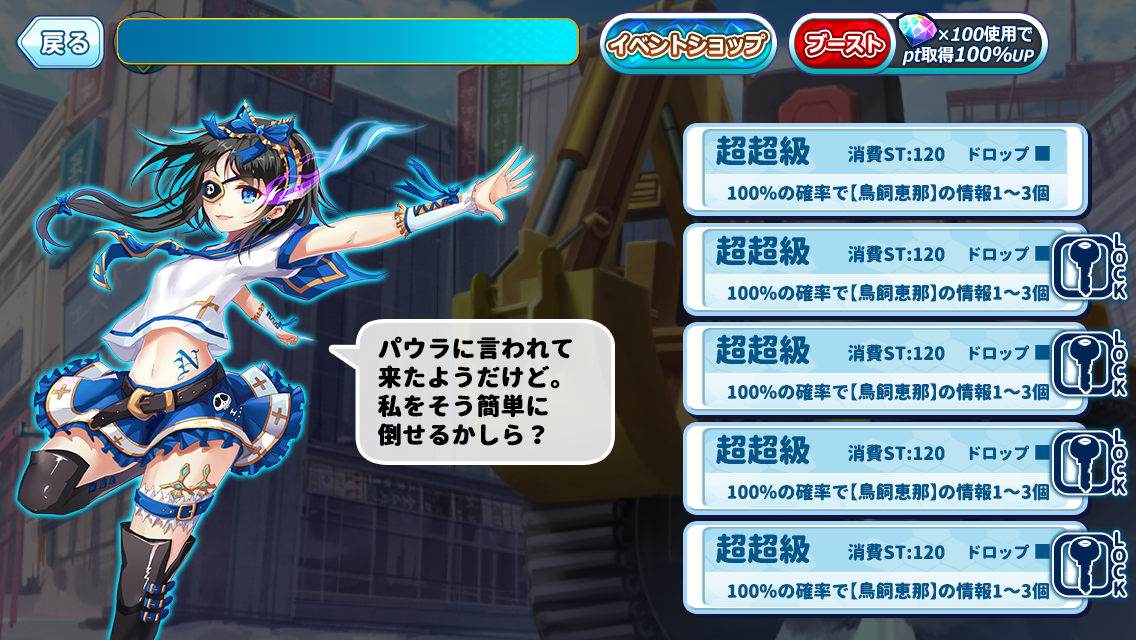 戻る
イベントショップ
ブースト
×100使用で
pt取得100%UP
超超級 消費ST:120 ドロップ ■
100%の確率で【鳥飼恵那】の情報1～3個
超超級 消費ST:120 ドロップ ■
100%の確率で【鳥飼恵那】の情報1～3個
LOCK
超超級 消費ST:120 ドロップ ■
100%の確率で【鳥飼恵那】の情報1～3個
LOCK
超超級 消費ST:120 ドロップ ■
100%の確率で【鳥飼恵那】の情報1～3個
LOCK
超超級 消費ST:120 ドロップ ■
100%の確率で【鳥飼恵那】の情報1～3個
LOCK
パウラに言われて
来たようだけど。
私をそう簡単に
倒せるかしら？
N